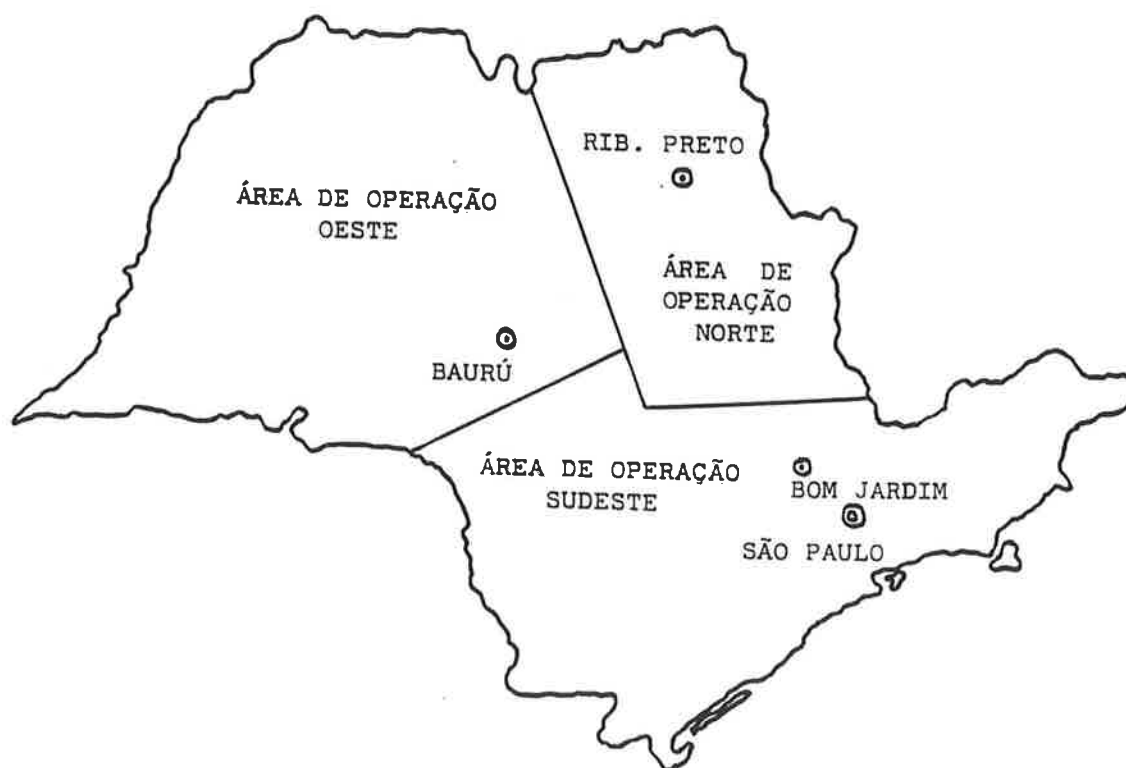 RIB. PRETO
ÁREA DE OPERAÇÃO
OESTE
ÁREA DE
OPERAÇÃO
NORTE
BAURÚ
ÁREA DE OPERAÇÃO
SUDESTE
BOM JARDIM
SÃO PAULO